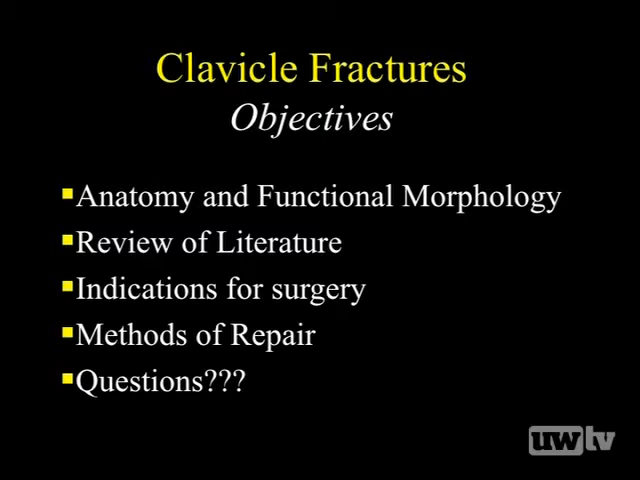 Clavicle Fractures
Objectives
Anatomy and Functional Morphology
Review of Literature
Indications for surgery
Methods of Repair
Questions???
uwtv